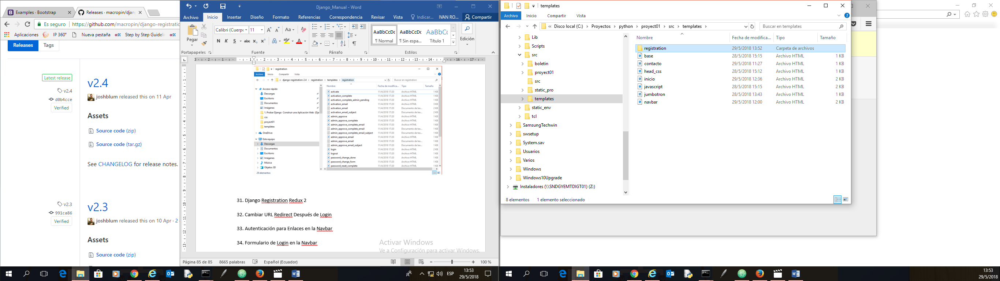 Examples · Bootstrap
Releases · macropin/djan
Es seguro
https://github.com/macropin/django-registratio
Aplicaciones
IP 360°
Nueva pestaña
Step by Step Guideli
Releases
Tags
Latest release
v2.4
d0b4cce
Verified
v2.4
joshblum released this on 11 Apr
Assets
Source code (zip)
Source code (tar.gz)
See CHANGELOG for release notes.
v2.3
991ca86
Verified
v2.3
joshblum released this on 10 Apr · 2
Assets
Source code (zip)
Django_Manual - Word
Archivo
Inicio
Insertar
Diseño
Formato
Referencias
Correspondencia
Revisar
Vista
Indicar...
IVAN RO...
Compartir
Pegar
Calibri (Cuerpo
11
Aa
N K S abc x₂ x²
AaBbCcDc
¶ Normal
AaBbCcDc
¶ Sin espa...
AaBbCc
Título 1
Edición
Portapapeles
Fuente
Párrafo
Estilos
registration
Archivo
Inicio
Compartir
Vista
django-registration-2.4 › registration › templates › registration
Buscar en registration
Nombre
Fecha de modifica...
Tipo
Tamaño
Acceso rápido
Descargas
Escritorio
Documentos
Imágenes
1. Probar Django Construir una Aplicación Web (Dja
css
proyect01
templates
OneDrive
Este equipo
Descargas
Documentos
Escritorio
Imágenes
Música
Objetos 3D
29 elementos
activate 11/4/2018 17:20 Archivo HTML 1 KB
activation_complete 11/4/2018 17:20 Archivo HTML 1 KB
activation_complete_admin_pending 11/4/2018 17:20 Archivo HTML 1 KB
activation_email 11/4/2018 17:20 Archivo HTML 3 KB
activation_email 11/4/2018 17:20 Documento de tex... 2 KB
activation_email_subject 11/4/2018 17:20 Documento de tex... 1 KB
admin_approve 11/4/2018 17:20 Archivo HTML 1 KB
admin_approve_complete 11/4/2018 17:20 Archivo HTML 1 KB
admin_approve_complete_email 11/4/2018 17:20 Archivo HTML 1 KB
admin_approve_complete_email 11/4/2018 17:20 Documento de tex... 1 KB
admin_approve_complete_email_subject 11/4/2018 17:20 Documento de tex... 1 KB
admin_approve_email 11/4/2018 17:20 Archivo HTML 1 KB
admin_approve_email 11/4/2018 17:20 Documento de tex... 1 KB
admin_approve_email_subject 11/4/2018 17:20 Documento de tex... 1 KB
login 11/4/2018 17:20 Archivo HTML 2 KB
logout 11/4/2018 17:20 Archivo HTML 1 KB
password_change_done 11/4/2018 17:20 Archivo HTML 1 KB
password_change_form 11/4/2018 17:20 Archivo HTML 1 KB
password_reset_complete 11/4/2018 17:20 Archivo HTML 1 KB
31. Django Registration Redux 2
32. Cambiar URL Redirect Después de Login
33. Autenticación para Enlaces en la Navbar
34. Formulario de Login en la Navbar
Activar Windows
Ve a Configuración para activar Windows.
Página 85 de 85
8665 palabras
Español (Ecuador)
100 %
ESP
13:53
29/5/2018
templates
Archivo
Inicio
Compartir
Vista
« Disco local (C:) › Proyectos › python › proyect01 › src › templates ›
Buscar en templates
Lib
Scripts
src
boletin
proyect01
src
static_pro
templates
static_env
tcl
SamsungTechwin
swsetup
System.sav
Usuarios
Varios
Windows
Windows10Upgrade
Instaladores (\\SNDGYEMTDIGT01) (Z:)
Nombre
Fecha de modifica...
Tipo
Tamaño
registration 29/5/2018 13:52 Carpeta de archivos
base 28/5/2018 15:15 Archivo HTML 1 KB
contacto 29/5/2018 11:27 Archivo HTML 1 KB
head_css 28/5/2018 15:12 Archivo HTML 1 KB
inicio 29/5/2018 12:36 Archivo HTML 2 KB
javascript 28/5/2018 15:15 Archivo HTML 2 KB
jumbotron 28/5/2018 13:43 Archivo HTML 1 KB
navbar 29/5/2018 12:00 Archivo HTML 2 KB
8 elementos
1 elemento seleccionado
13:53
29/5/2018